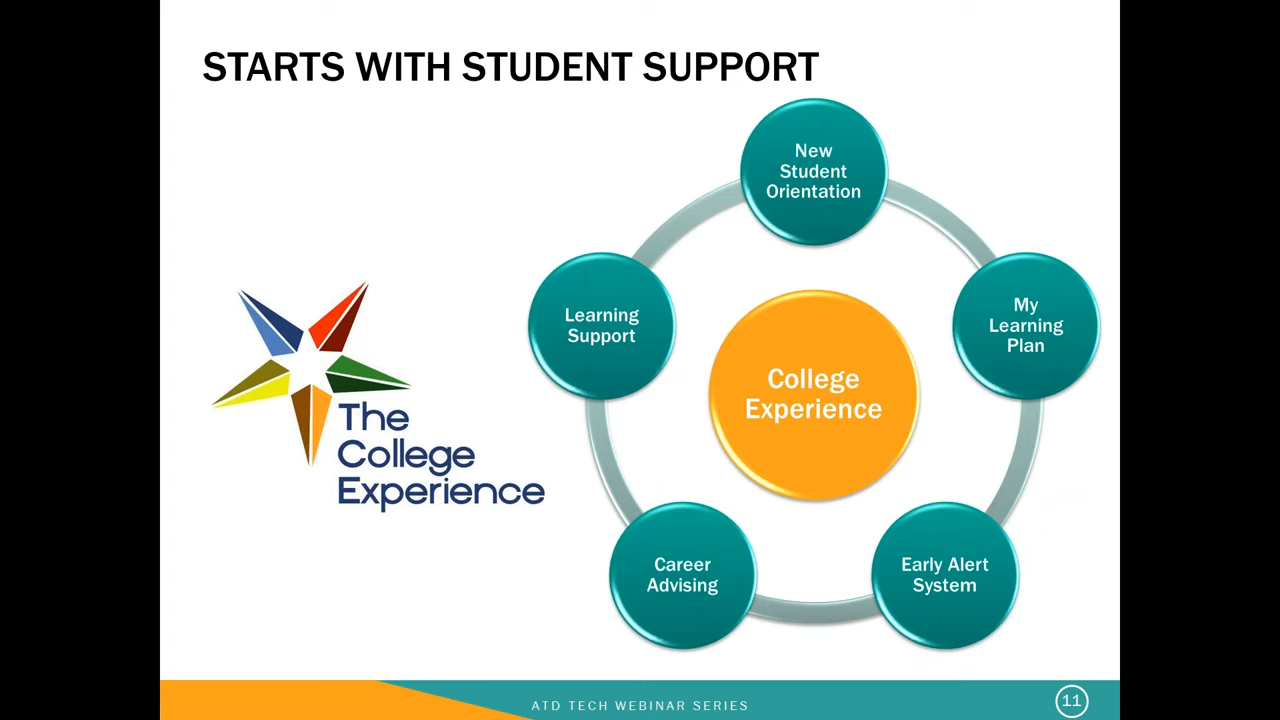 STARTS WITH STUDENT SUPPORT
New
Student
Orientation
My
Learning
Plan
Early Alert
System
Career
Advising
Learning
Support
College
Experience
The
College
Experience
ATD TECH WEBINAR SERIES
11